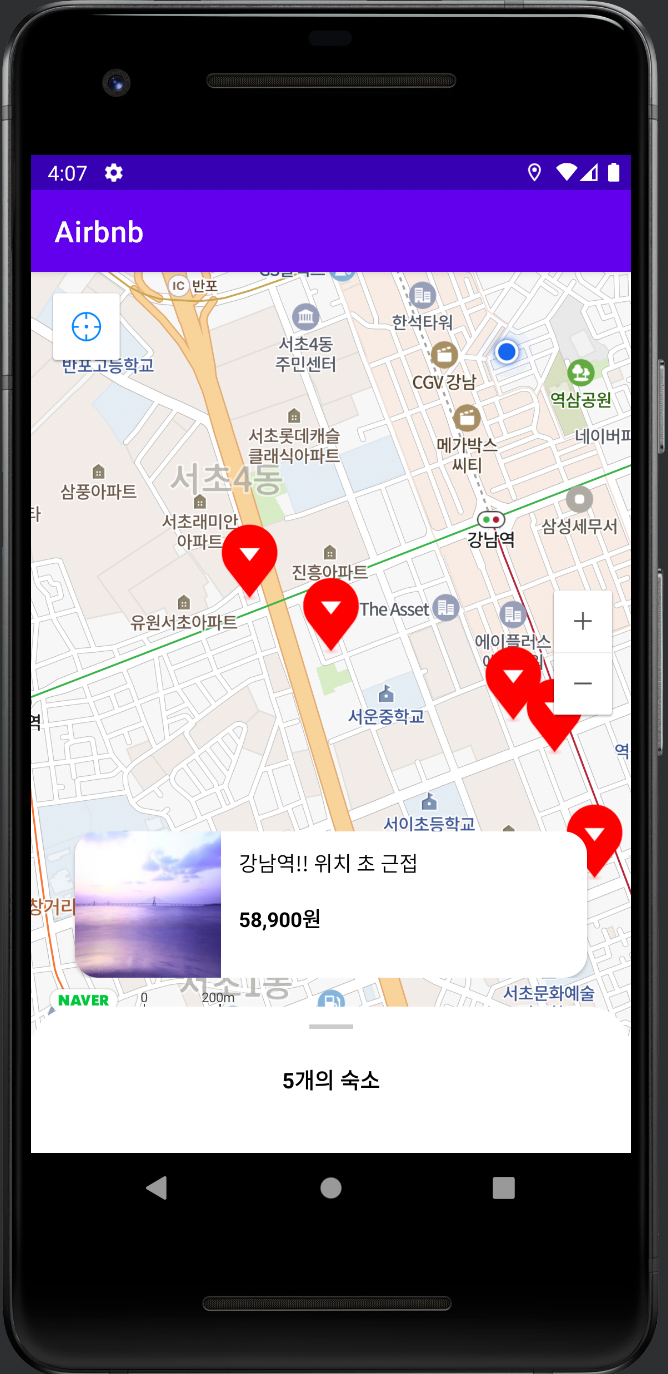 4:07
Airbnb
IC 반포
한석타워
서초4동
주민센터
반포고등학교
CGV 강남
역삼공원
서초롯데캐슬
클래식아파트
메가박스
씨티
네이버
서초4동
삼풍아파트
서초래미안
아파트
타
삼성세무서
강남역
진흥아파트
The Asset
유원서초아파트
에이플러스
서운중학교
역
역
서이초등학교
강남역!! 위치 초 근접
58,900원
창거리
서초1동
NAVER
0 200m
서초문화예술
5개의 숙소